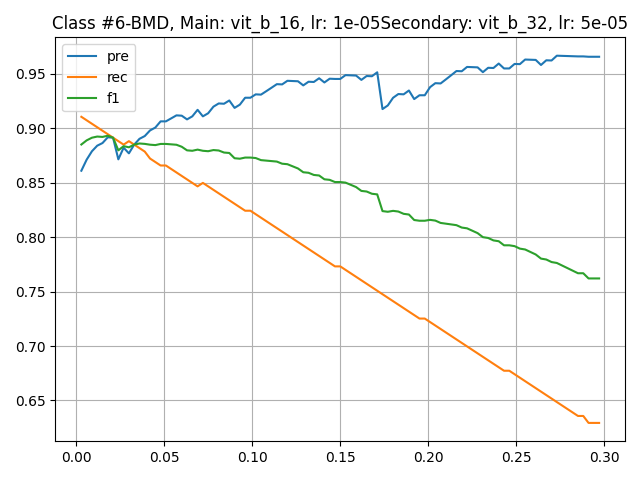 Class #6-BMD, Main: vit_b_16, lr: 1e-05Secondary: vit_b_32, lr: 5e-05
pre
rec
f1
0.95
0.90
0.85
0.80
0.75
0.70
0.65
0.00 0.05 0.10 0.15 0.20 0.25 0.30